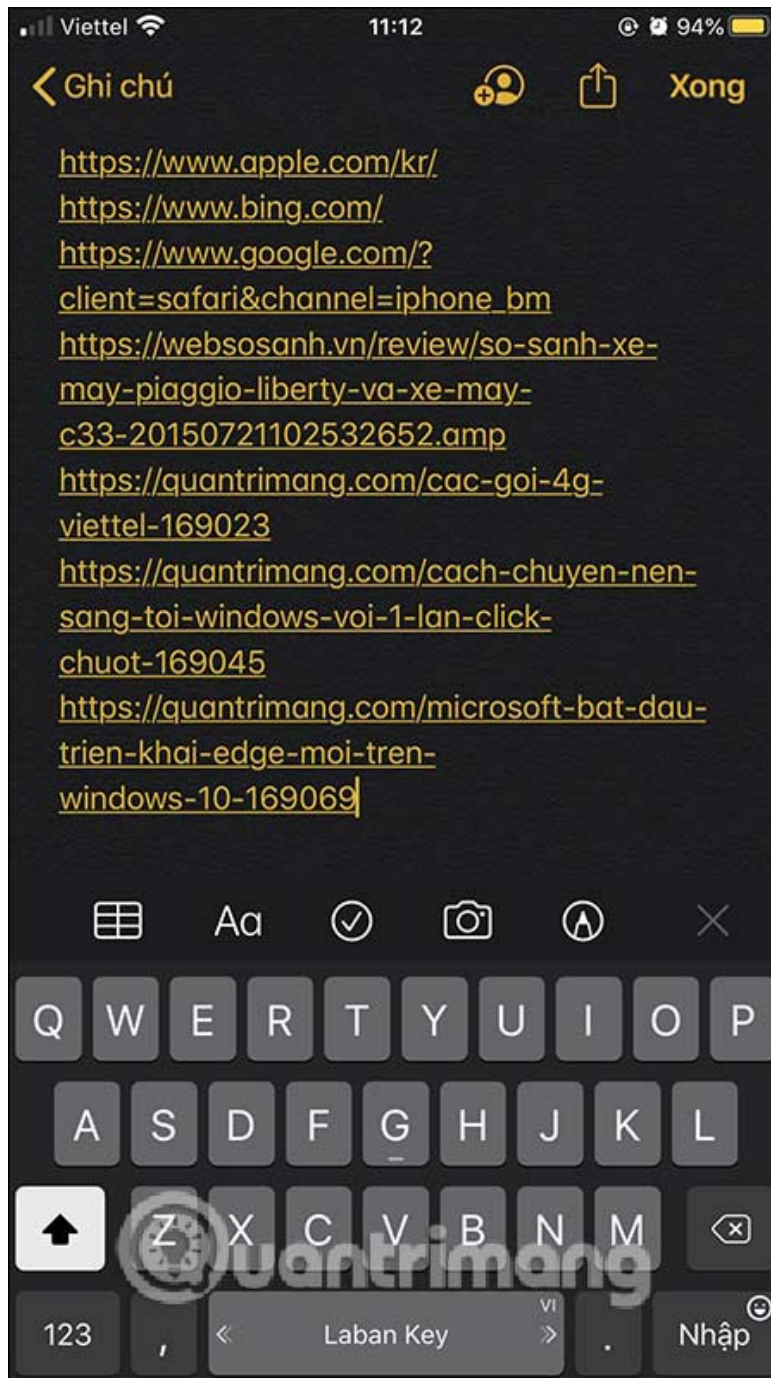 Viettel 11:12 94%
Ghi chú Xong
https://www.apple.com/kr/
https://www.bing.com/
https://www.google.com/?
client=safari&channel=iphone_bm
https://websosanh.vn/review/so-sanh-xe-
may-piaggio-liberty-va-xe-may-
c33-20150721102532652.amp
https://quantrimang.com/cac-goi-4g-
viettel-169023
https://quantrimang.com/cach-chuyen-nen-
sang-toi-windows-voi-1-lan-click-
chuot-169045
https://quantrimang.com/microsoft-bat-dau-
trien-khai-edge-moi-tren-
windows-10-169069
Aa
Q W E R T Y U I O P
A S D F G H J K L
Z X C V B N M
Quantrimang
123 , « Laban Key VI » . Nhập